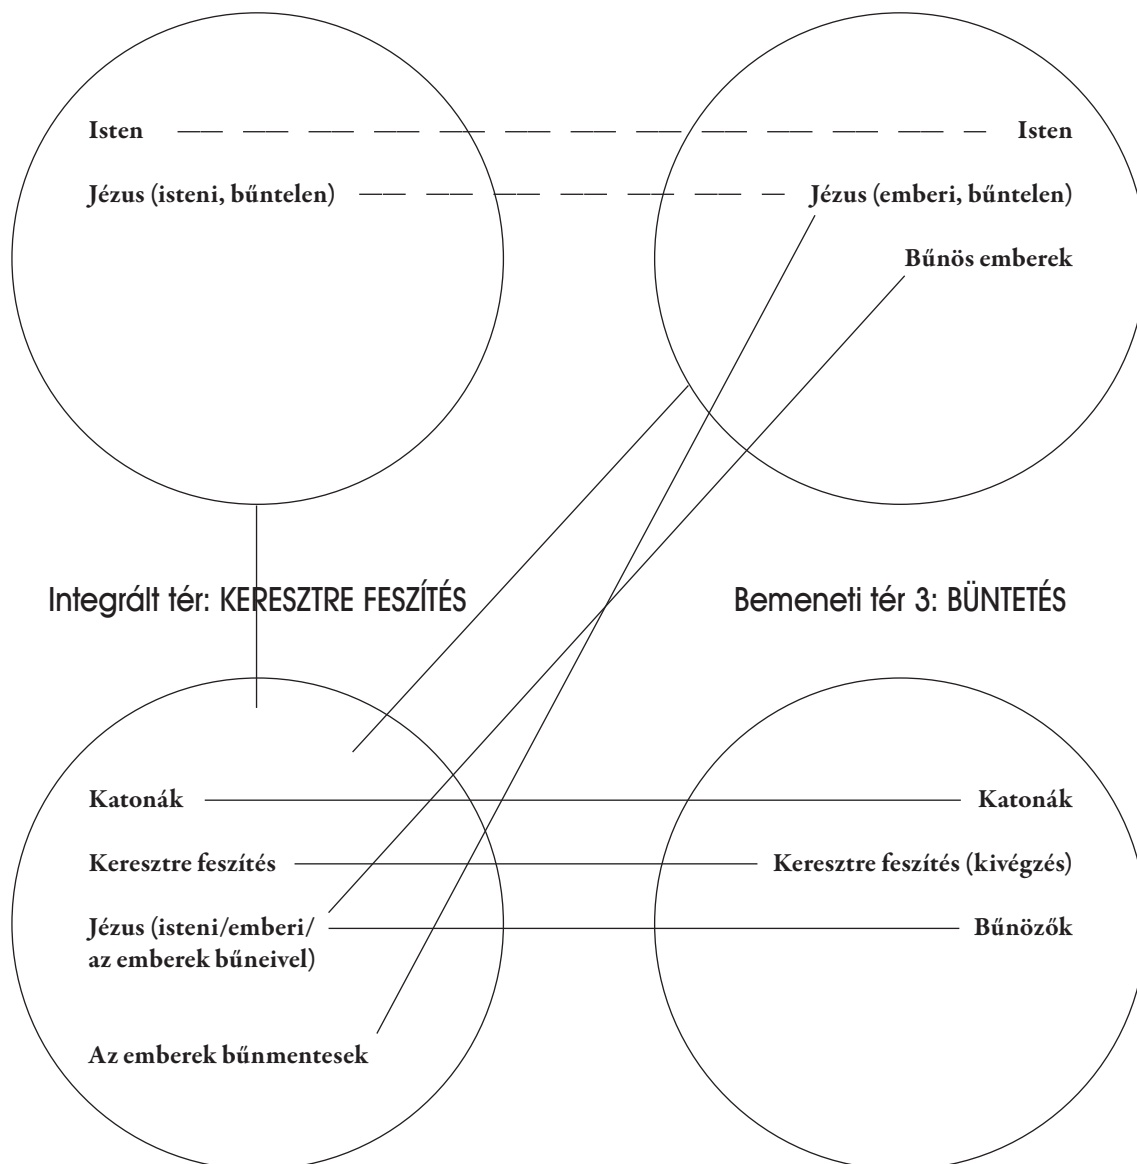 Isten
Isten
Jézus (isteni, bűntelen)
Jézus (emberi, bűntelen)
Bűnös emberek
Integrált tér: KERESZTRE FESZÍTÉS
Bemeneti tér 3: BÜNTETÉS
Katonák
Katonák
Keresztre feszítés
Keresztre feszítés (kivégzés)
Jézus (isteni/emberi/
az emberek bűneivel)
Bűnözők
Az emberek bűnmentesek